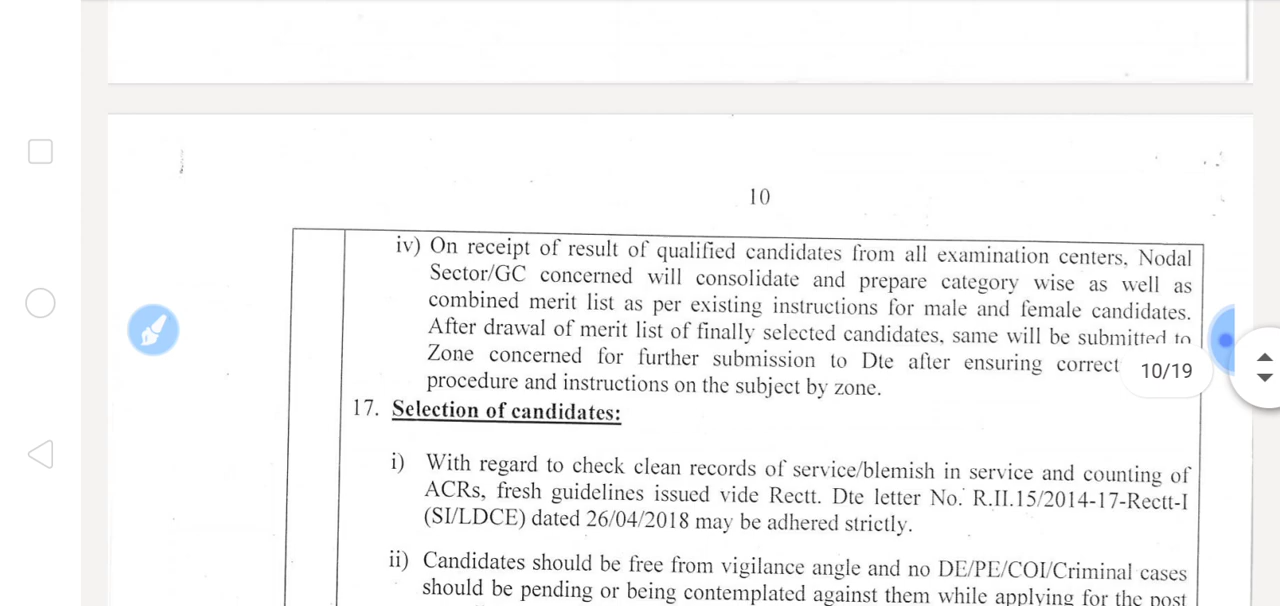 10
iv) On receipt of result of qualified candidates from all examination centers, Nodal
Sector/GC concerned will consolidate and prepare category wise as well as
combined merit list as per existing instructions for male and female candidates.
After drawal of merit list of finally selected candidates, same will be submitted to
Zone concerned for further submission to Dte after ensuring correct
10/19
procedure and instructions on the subject by zone.
17. Selection of candidates:
i) With regard to check clean records of service/blemish in service and counting of
ACRs, fresh guidelines issued vide Rectt. Dte letter No. R.II.15/2014-17-Rectt-I
(SI/LDCE) dated 26/04/2018 may be adhered strictly.
ii) Candidates should be free from vigilance angle and no DE/PE/COI/Criminal cases
should be pending or being contemplated against them while applying for the post